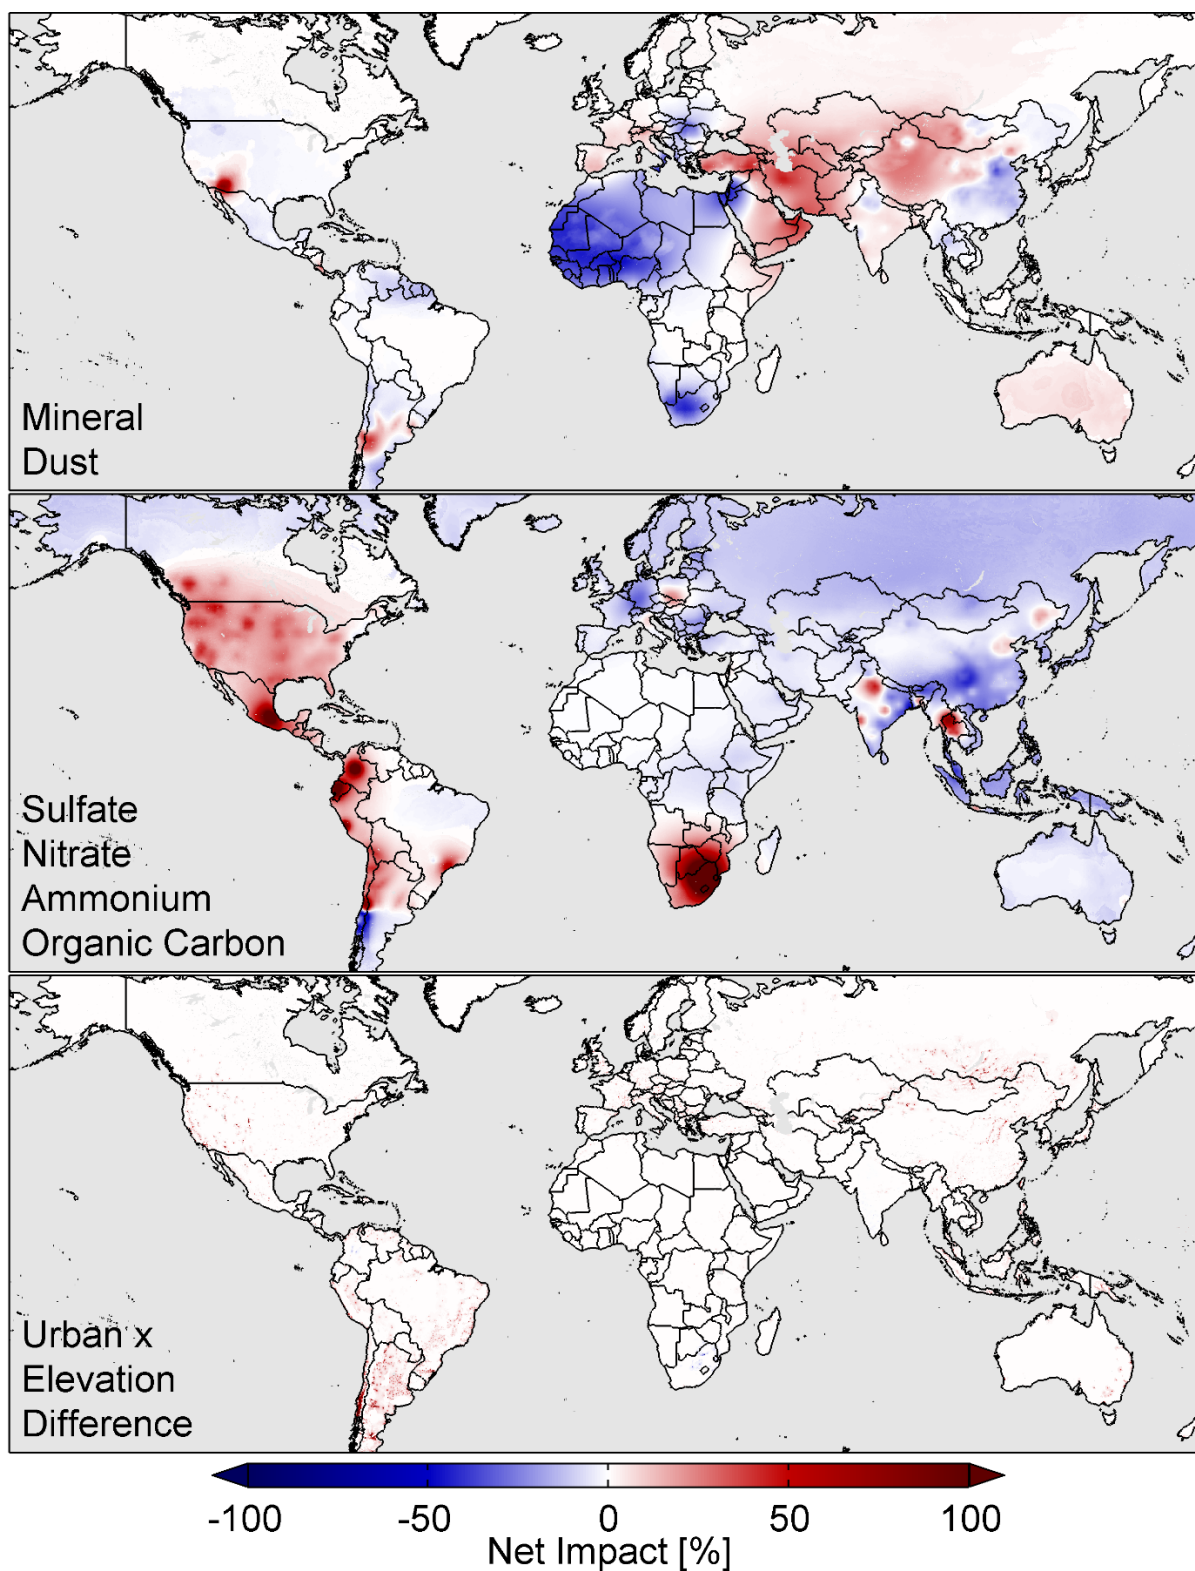 Mineral
Dust
Sulfate
Nitrate
Ammonium
Organic Carbon
Urban x
Elevation
Difference
-100 -50 0 50 100
Net Impact [%]